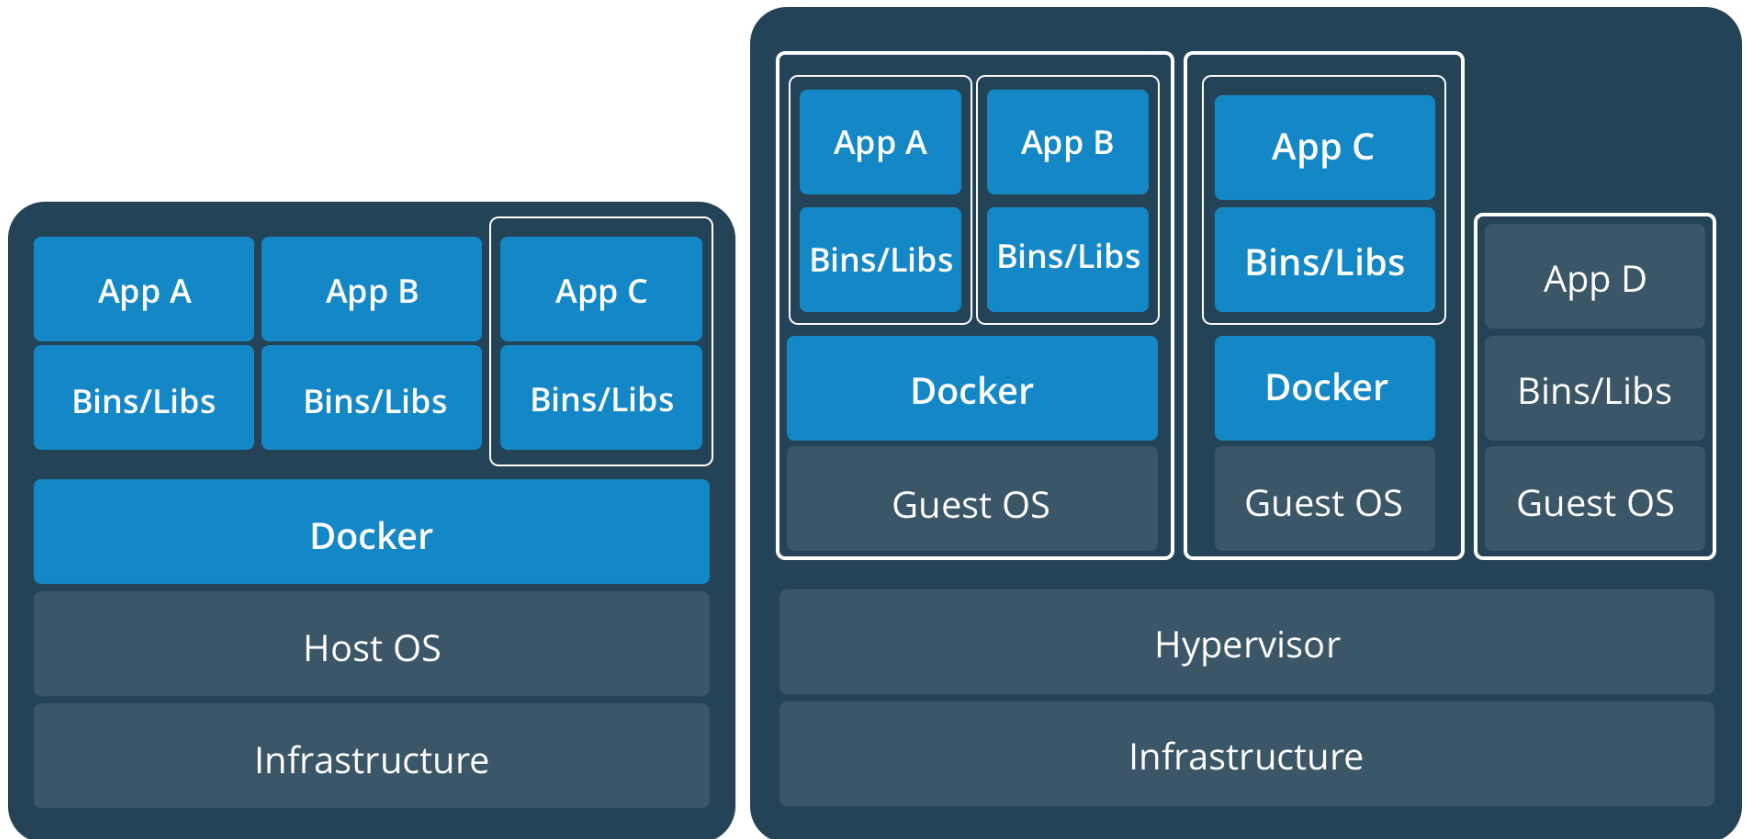 App A
App B
App C
Bins/Libs
Bins/Libs
Bins/Libs
Docker
Host OS
Infrastructure
App A
App B
Bins/Libs
Bins/Libs
Docker
Guest OS
App C
Bins/Libs
Docker
Guest OS
App D
Bins/Libs
Guest OS
Hypervisor
Infrastructure